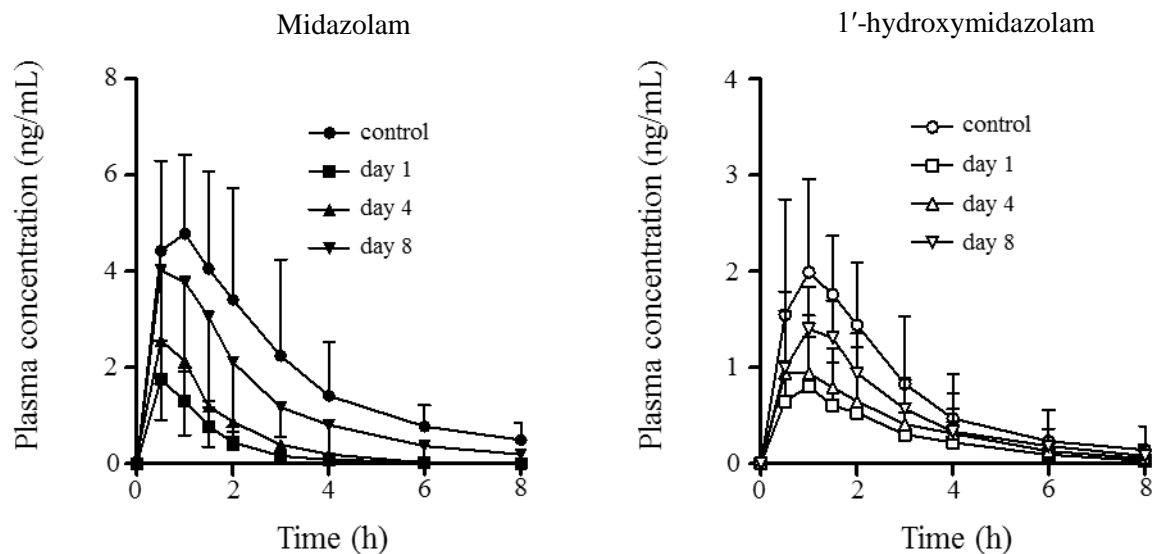 Midazolam
Plasma concentration (ng/mL)
8
6
4
2
0
control
day 1
day 4
day 8
0
2
4
6
8
Time (h)
1′-hydroxymidazolam
Plasma concentration (ng/mL)
4
3
2
1
0
control
day 1
day 4
day 8
0
2
4
6
8
Time (h)